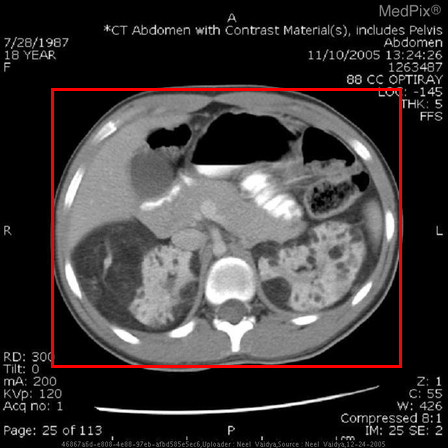 MedPix®
A
*CT Abdomen with Contrast Material(s), includes Pelvis
7/28/1987
Abdomen
18 YEAR
11/10/2005 13:24:26
F
1263487
88 CC OPTIRAY
LOC: -145
THK: 5
FFS
R
L
RD: 300
Tilt: 0
mA: 200
KVp: 120
Acq no: 1
Z: 1
C: 55
W: 426
Compressed 8:1
Page: 25 of 113
P
IM: 25 SE: 2
cm